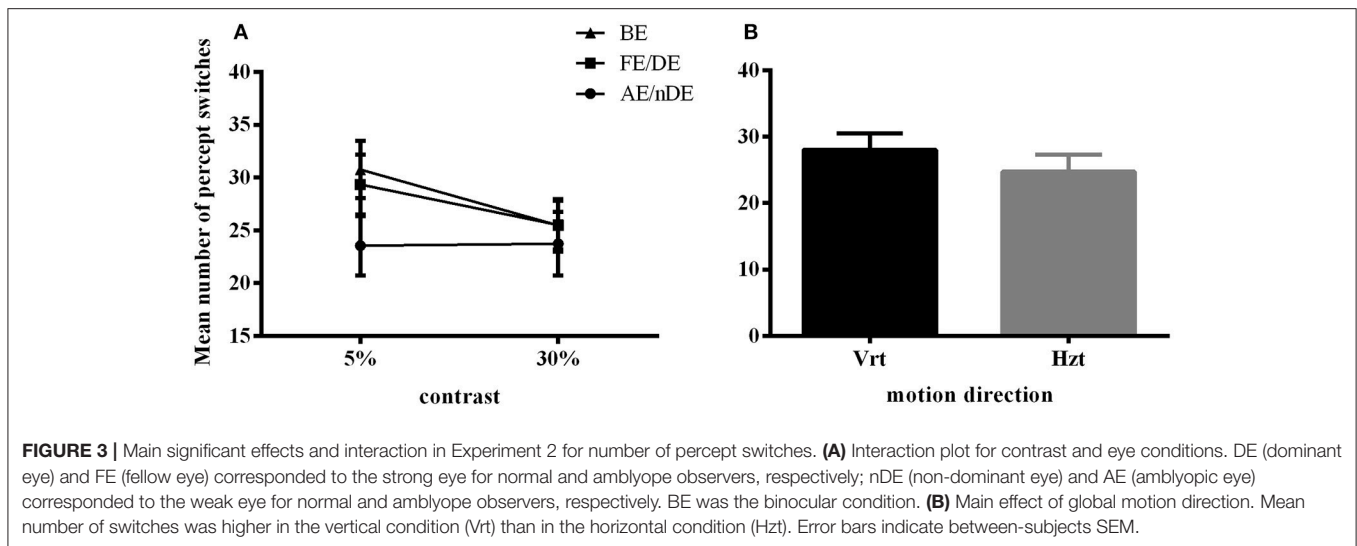 A
BE
FE/DE
AE/nDE
Mean number of percept switches
40
35
30
25
20
15
5%
30%
contrast
B
40
30
20
10
0
Vrt
Hzt
motion direction
FIGURE 3 | Main significant effects and interaction in Experiment 2 for number of percept switches. (A) Interaction plot for contrast and eye conditions. DE (dominant
eye) and FE (fellow eye) corresponded to the strong eye for normal and amblyope observers, respectively; nDE (non-dominant eye) and AE (amblyopic eye)
corresponded to the weak eye for normal and amblyope observers, respectively. BE was the binocular condition. (B) Main effect of global motion direction. Mean
number of switches was higher in the vertical condition (Vrt) than in the horizontal condition (Hzt). Error bars indicate between-subjects SEM.